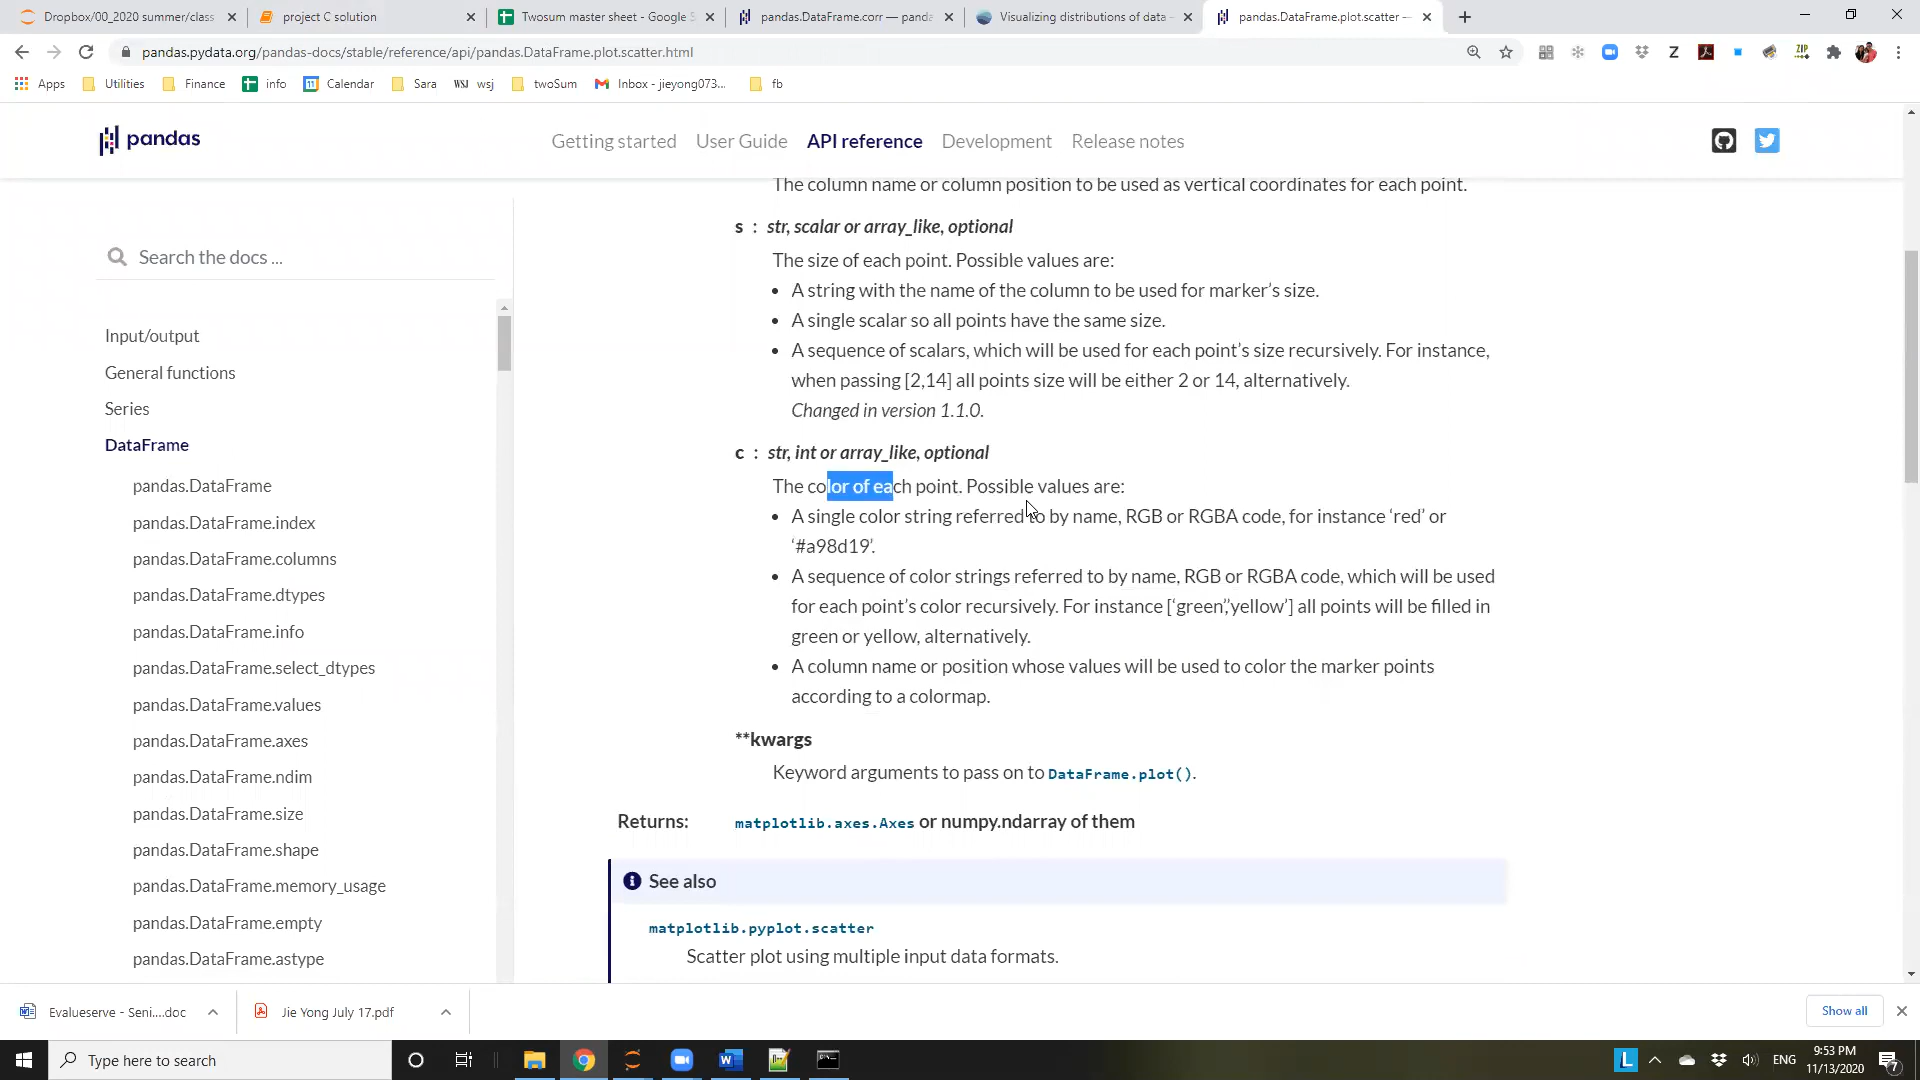 Dropbox/00_2020 summer/class
project C solution
Twosum master sheet - Google S
pandas.DataFrame.corr — panda
Visualizing distributions of data —
pandas.DataFrame.plot.scatter —
pandas.pydata.org/pandas-docs/stable/reference/api/pandas.DataFrame.plot.scatter.html
Apps Utilities Finance info Calendar Sara WSJ wsj twoSum Inbox - jieyong073... fb
pandas
Getting started User Guide API reference Development Release notes
The column name or column position to be used as vertical coordinates for each point.
s : str, scalar or array_like, optional
The size of each point. Possible values are:
• A string with the name of the column to be used for marker’s size.
• A single scalar so all points have the same size.
• A sequence of scalars, which will be used for each point’s size recursively. For instance,
when passing [2,14] all points size will be either 2 or 14, alternatively.
Changed in version 1.1.0.
c : str, int or array_like, optional
The color of each point. Possible values are:
• A single color string referred to by name, RGB or RGBA code, for instance ‘red’ or
‘#a98d19’.
• A sequence of color strings referred to by name, RGB or RGBA code, which will be used
for each point’s color recursively. For instance [‘green’,’yellow’] all points will be filled in
green or yellow, alternatively.
• A column name or position whose values will be used to color the marker points
according to a colormap.
**kwargs
Keyword arguments to pass on to DataFrame.plot().
Returns: matplotlib.axes.Axes or numpy.ndarray of them
See also
matplotlib.pyplot.scatter
Scatter plot using multiple input data formats.
Search the docs ...
Input/output
General functions
Series
DataFrame
pandas.DataFrame
pandas.DataFrame.index
pandas.DataFrame.columns
pandas.DataFrame.dtypes
pandas.DataFrame.info
pandas.DataFrame.select_dtypes
pandas.DataFrame.values
pandas.DataFrame.axes
pandas.DataFrame.ndim
pandas.DataFrame.size
pandas.DataFrame.shape
pandas.DataFrame.memory_usage
pandas.DataFrame.empty
pandas.DataFrame.astype
Evalueserve - Seni....doc
Jie Yong July 17.pdf
Show all
Type here to search
ENG
9:53 PM
11/13/2020
7